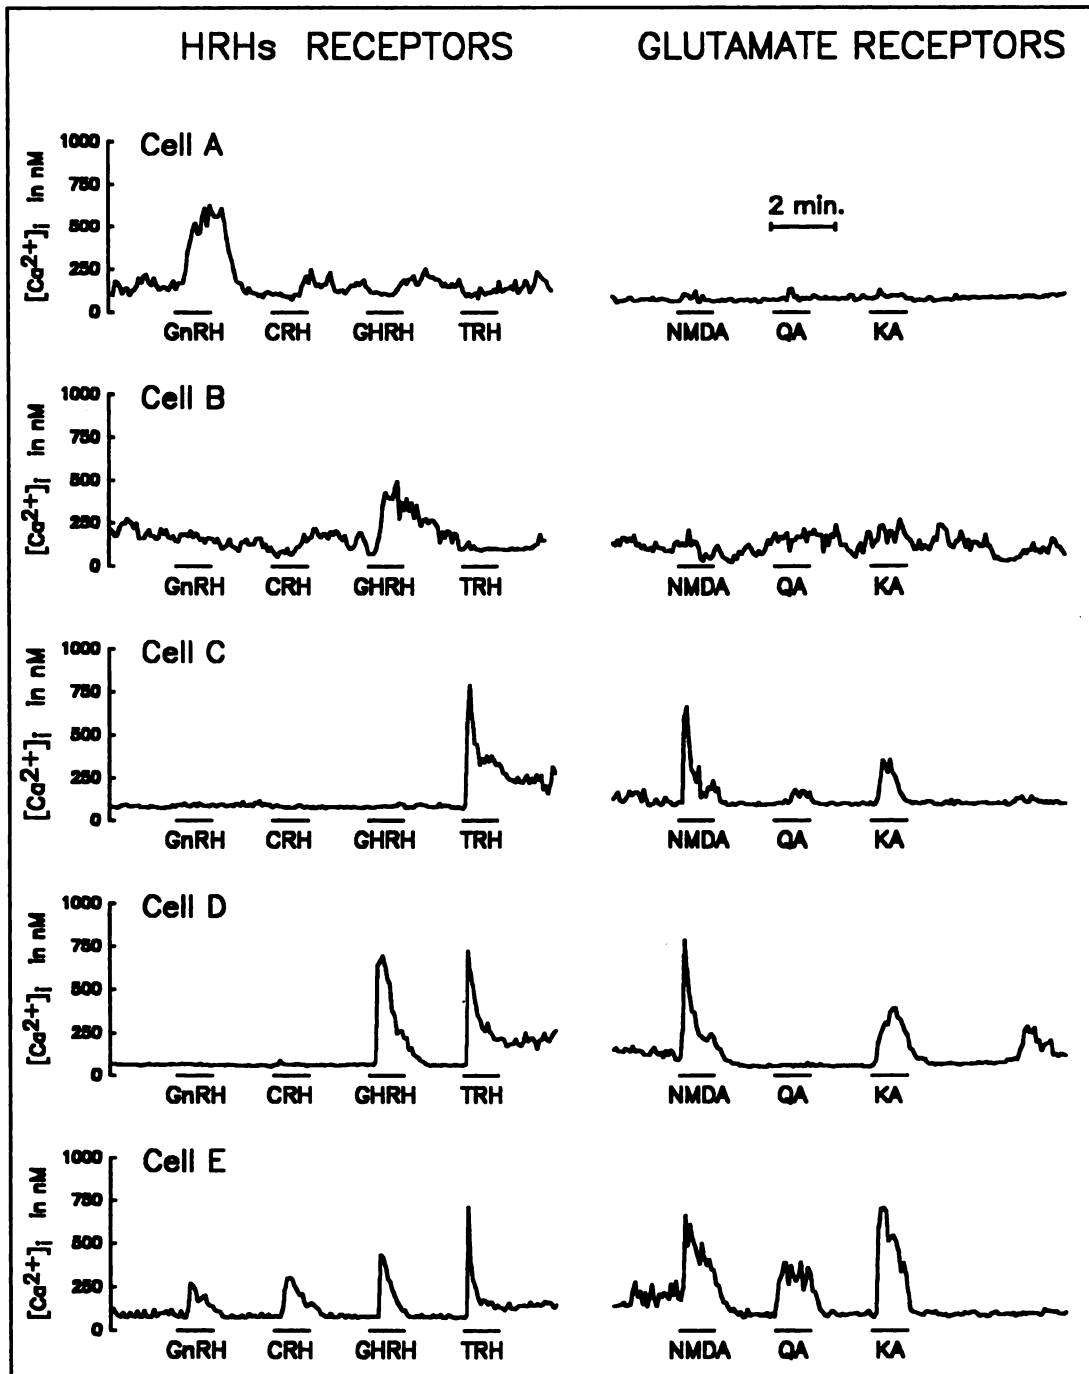 HRHs RECEPTORS
GLUTAMATE RECEPTORS
Cell A
[Ca2+]i in nM
1000
750
500
250
0
GnRH CRH GHRH TRH
2 min.
NMDA QA KA
Cell B
[Ca2+]i in nM
1000
750
500
250
0
GnRH CRH GHRH TRH
NMDA QA KA
Cell C
[Ca2+]i in nM
1000
750
500
250
0
GnRH CRH GHRH TRH
NMDA QA KA
Cell D
[Ca2+]i in nM
1000
750
500
250
0
GnRH CRH GHRH TRH
NMDA QA KA
Cell E
[Ca2+]i in nM
1000
750
500
250
0
GnRH CRH GHRH TRH
NMDA QA KA